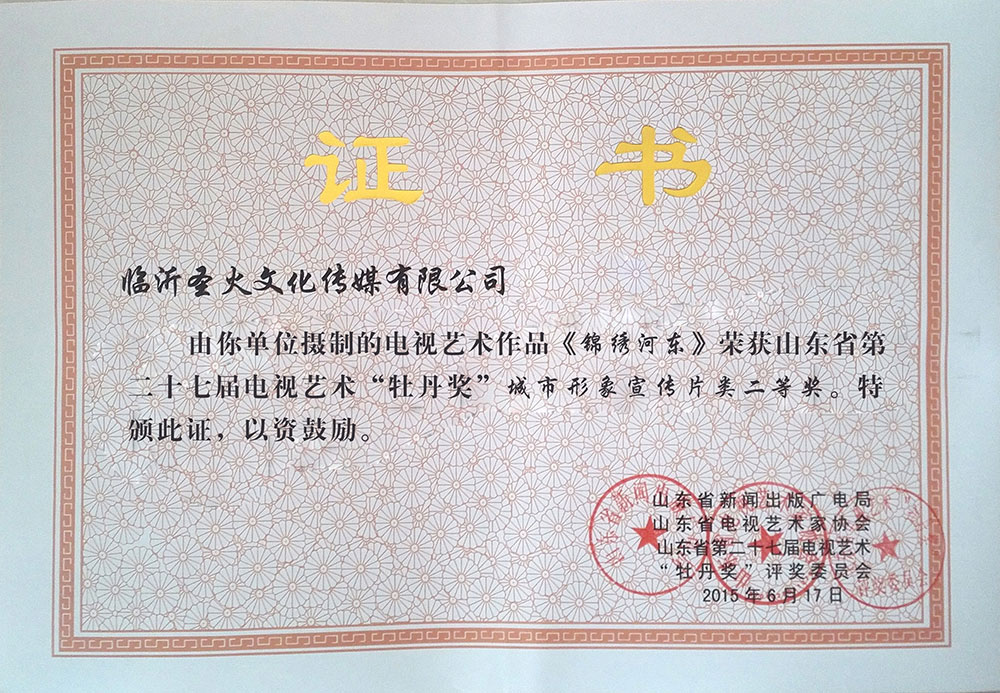 证 书
临沂圣火文化传媒有限公司
由你单位摄制的电视艺术作品《锦绣河东》荣获山东省第
二十七届电视艺术“牡丹奖”城市形象宣传片类二等奖。特
颁此证，以资鼓励。
山东省新闻出版广电局
山东省电视艺术家协会
山东省第二十七届电视艺术
“牡丹奖”评奖委员会
2015年6月17日